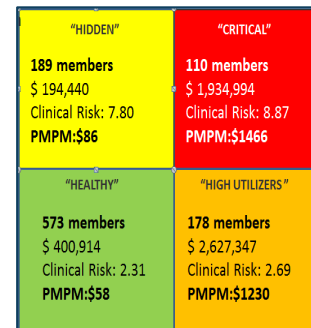 "HIDDEN"
189 members
$ 194,440
Clinical Risk: 7.80
PMPM:$86
"CRITICAL"
110 members
$ 1,934,994
Clinical Risk: 8.87
PMPM:$1466
"HEALTHY"
573 members
$ 400,914
Clinical Risk: 2.31
PMPM:$58
"HIGH UTILIZERS"
178 members
$ 2,627,347
Clinical Risk: 2.69
PMPM:$1230